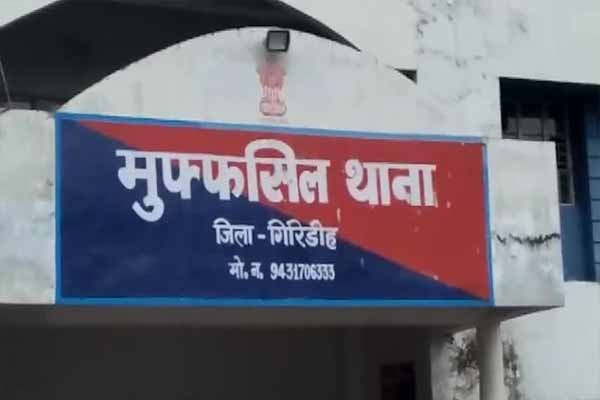 मुफ्फसिल थाना
जिला - गिरिडीह
मो. न. 9431706333